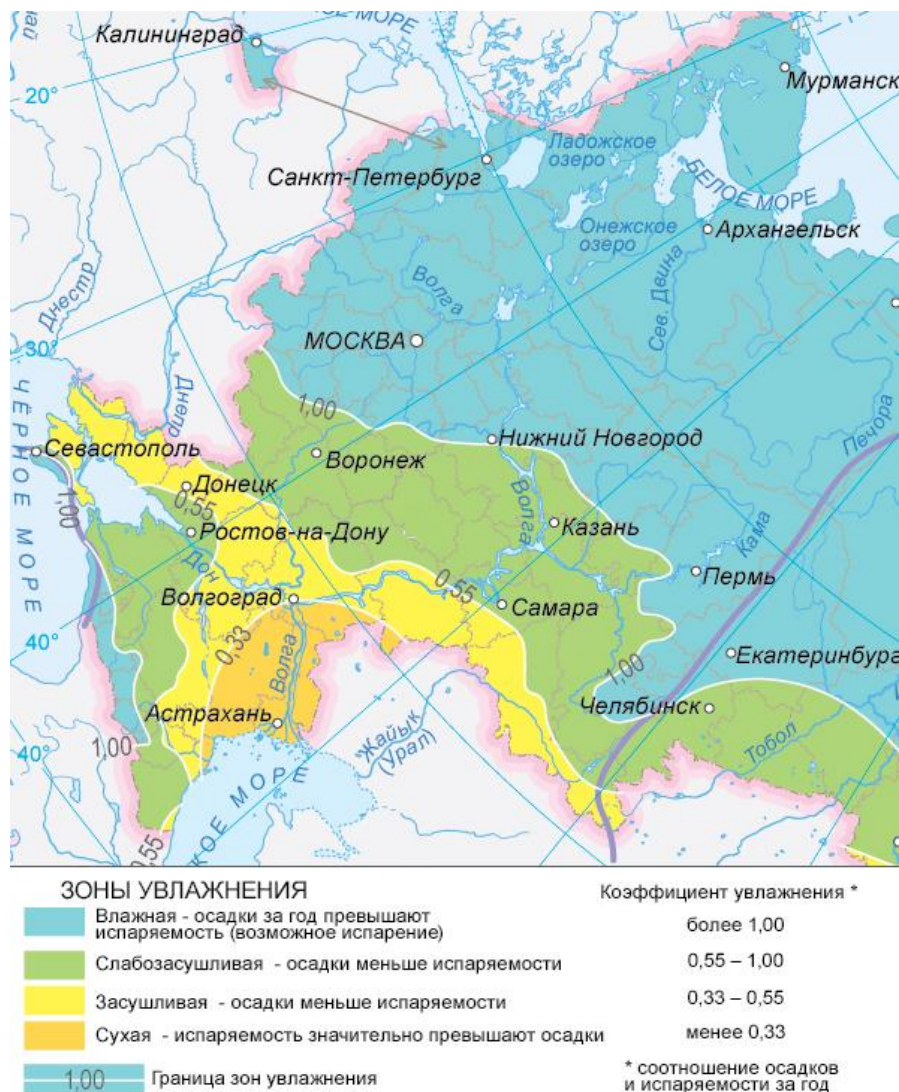 БЕЛОЕ МОРЕ
Калининград
Мурманск
20°
Ладожское
озеро
Санкт-Петербург
БЕЛОЕ МОРЕ
Онежское
озеро
Архангельск
Волга
Сев. Двина
Днестр
МОСКВА
30°
1,00
Печора
ЧЁРНОЕ МОРЕ
Днепр
Нижний Новгород
Севастополь
Воронеж
Донецк
1,00
0,55
Волга
Казань
Ростов-на-Дону
Кама
Дон
0,55
Пермь
Волгоград
Самара
40°
0,33
Волга
1,00
Екатеринбург
Челябинск
Астрахань
Жайык
(Урал)
Тобол
40°
1,00
КОЕ МОРЕ
0,55
ЗОНЫ УВЛАЖНЕНИЯ
Коэффициент увлажнения *
Влажная - осадки за год превышают
испаряемость (возможное испарение)
более 1,00
Слабозасушливая - осадки меньше испаряемости
0,55 – 1,00
Засушливая - осадки меньше испаряемости
0,33 – 0,55
Сухая - испаряемость значительно превышают осадки
менее 0,33
1,00
Граница зон увлажнения
* соотношение осадков
и испаряемости за год